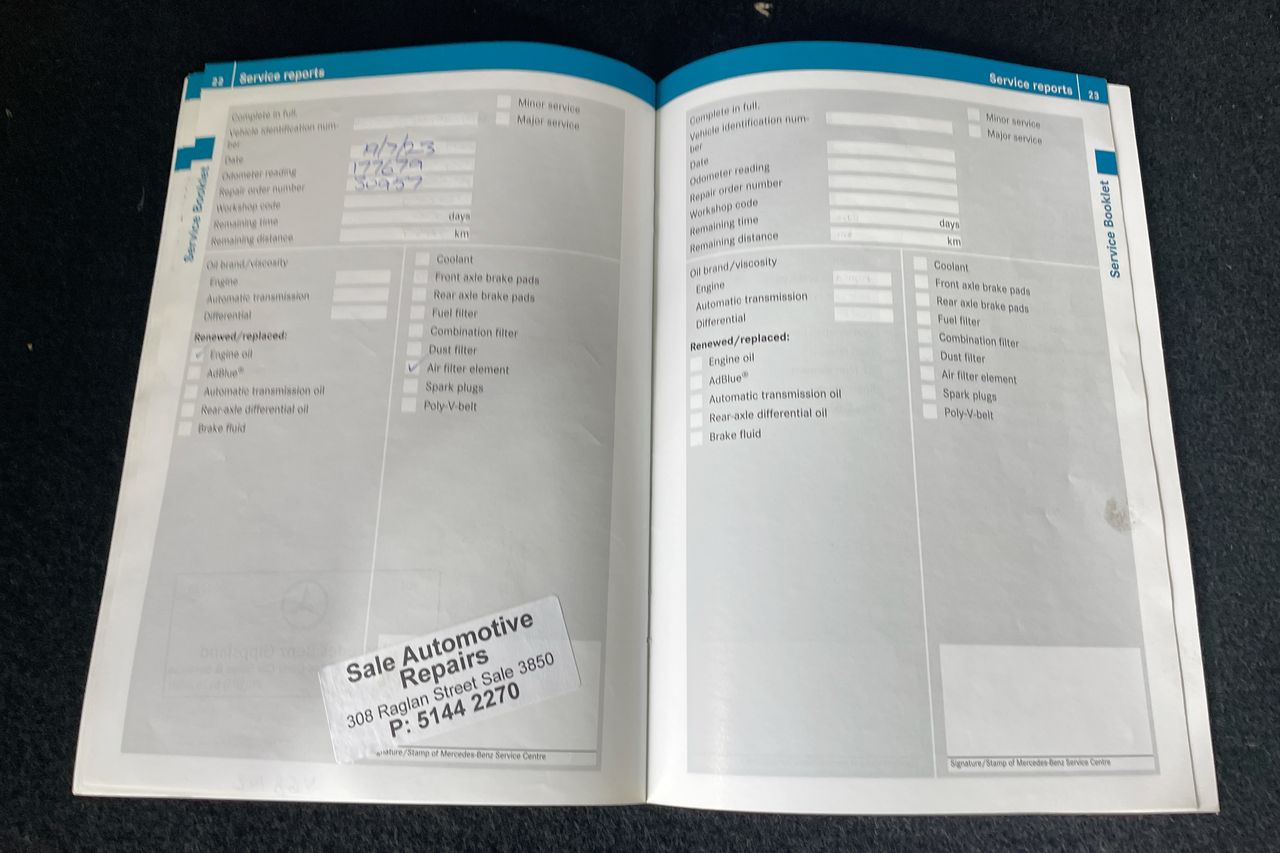 22 Service reports
Complete in full.
Vehicle identification num-
ber
Date 19/7/23
Odometer reading 177679
Repair order number 30957
Workshop code
Remaining time days
Remaining distance km
Minor service
Major service
Oil brand/viscosity
Engine
Automatic transmission
Differential
Renewed/replaced:
Engine oil
AdBlue®
Automatic transmission oil
Rear-axle differential oil
Brake fluid
Coolant
Front axle brake pads
Rear axle brake pads
Fuel filter
Combination filter
Dust filter
Air filter element
Spark plugs
Poly-V-belt
Sale Automotive
Repairs
308 Raglan Street Sale 3850
P: 5144 2270
Stamp of Mercedes-Benz Service Centre
Service Booklet
Service reports 23
Complete in full.
Vehicle identification num-
ber
Date
Odometer reading
Repair order number
Workshop code
Remaining time days
Remaining distance km
Minor service
Major service
Oil brand/viscosity
Engine
Automatic transmission
Differential
Renewed/replaced:
Engine oil
AdBlue®
Automatic transmission oil
Rear-axle differential oil
Brake fluid
Coolant
Front axle brake pads
Rear axle brake pads
Fuel filter
Combination filter
Dust filter
Air filter element
Spark plugs
Poly-V-belt
Signature/Stamp of Mercedes-Benz Service Centre
Service Booklet